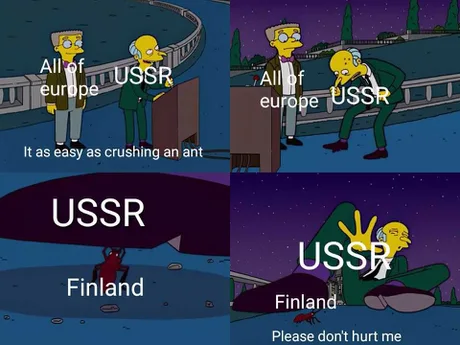 All of
europe
USSR
It as easy as crushing an ant
All of
europe
USSR
USSR
Finland
USSR
Finland
Please don't hurt me